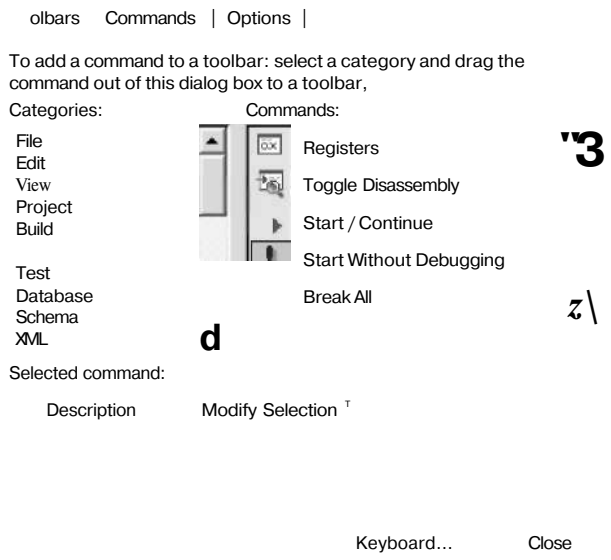 olbars Commands | Options |
To add a command to a toolbar: select a category and drag the
command out of this dialog box to a toolbar,
Categories: Commands:
File
Edit
View
Project
Build
Test
Database
Schema
XML
Registers
Toggle Disassembly
Start / Continue
Start Without Debugging
Break All
"3
z\
d
Selected command:
Description Modify Selection T
Keyboard... Close